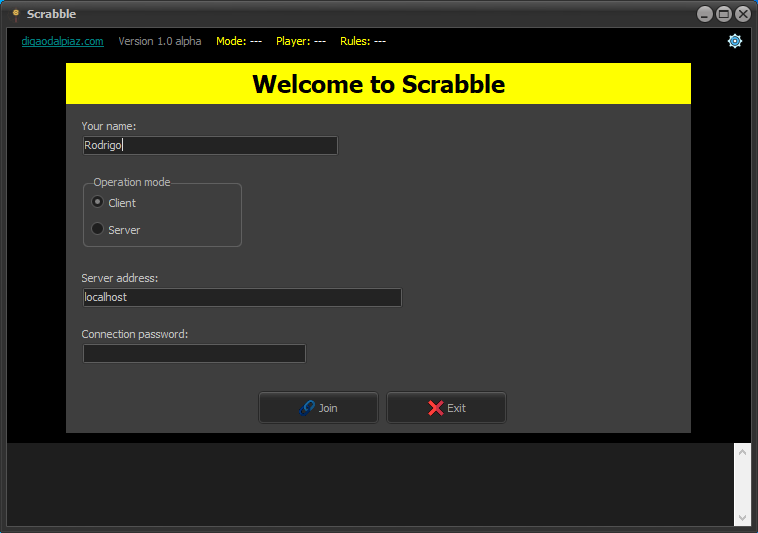 Scrabble
digaodalpiaz.com Version 1.0 alpha Mode: --- Player: --- Rules: ---
Welcome to Scrabble
Your name:
Rodrigo
Operation mode
Client
Server
Server address:
localhost
Connection password:
Join Exit